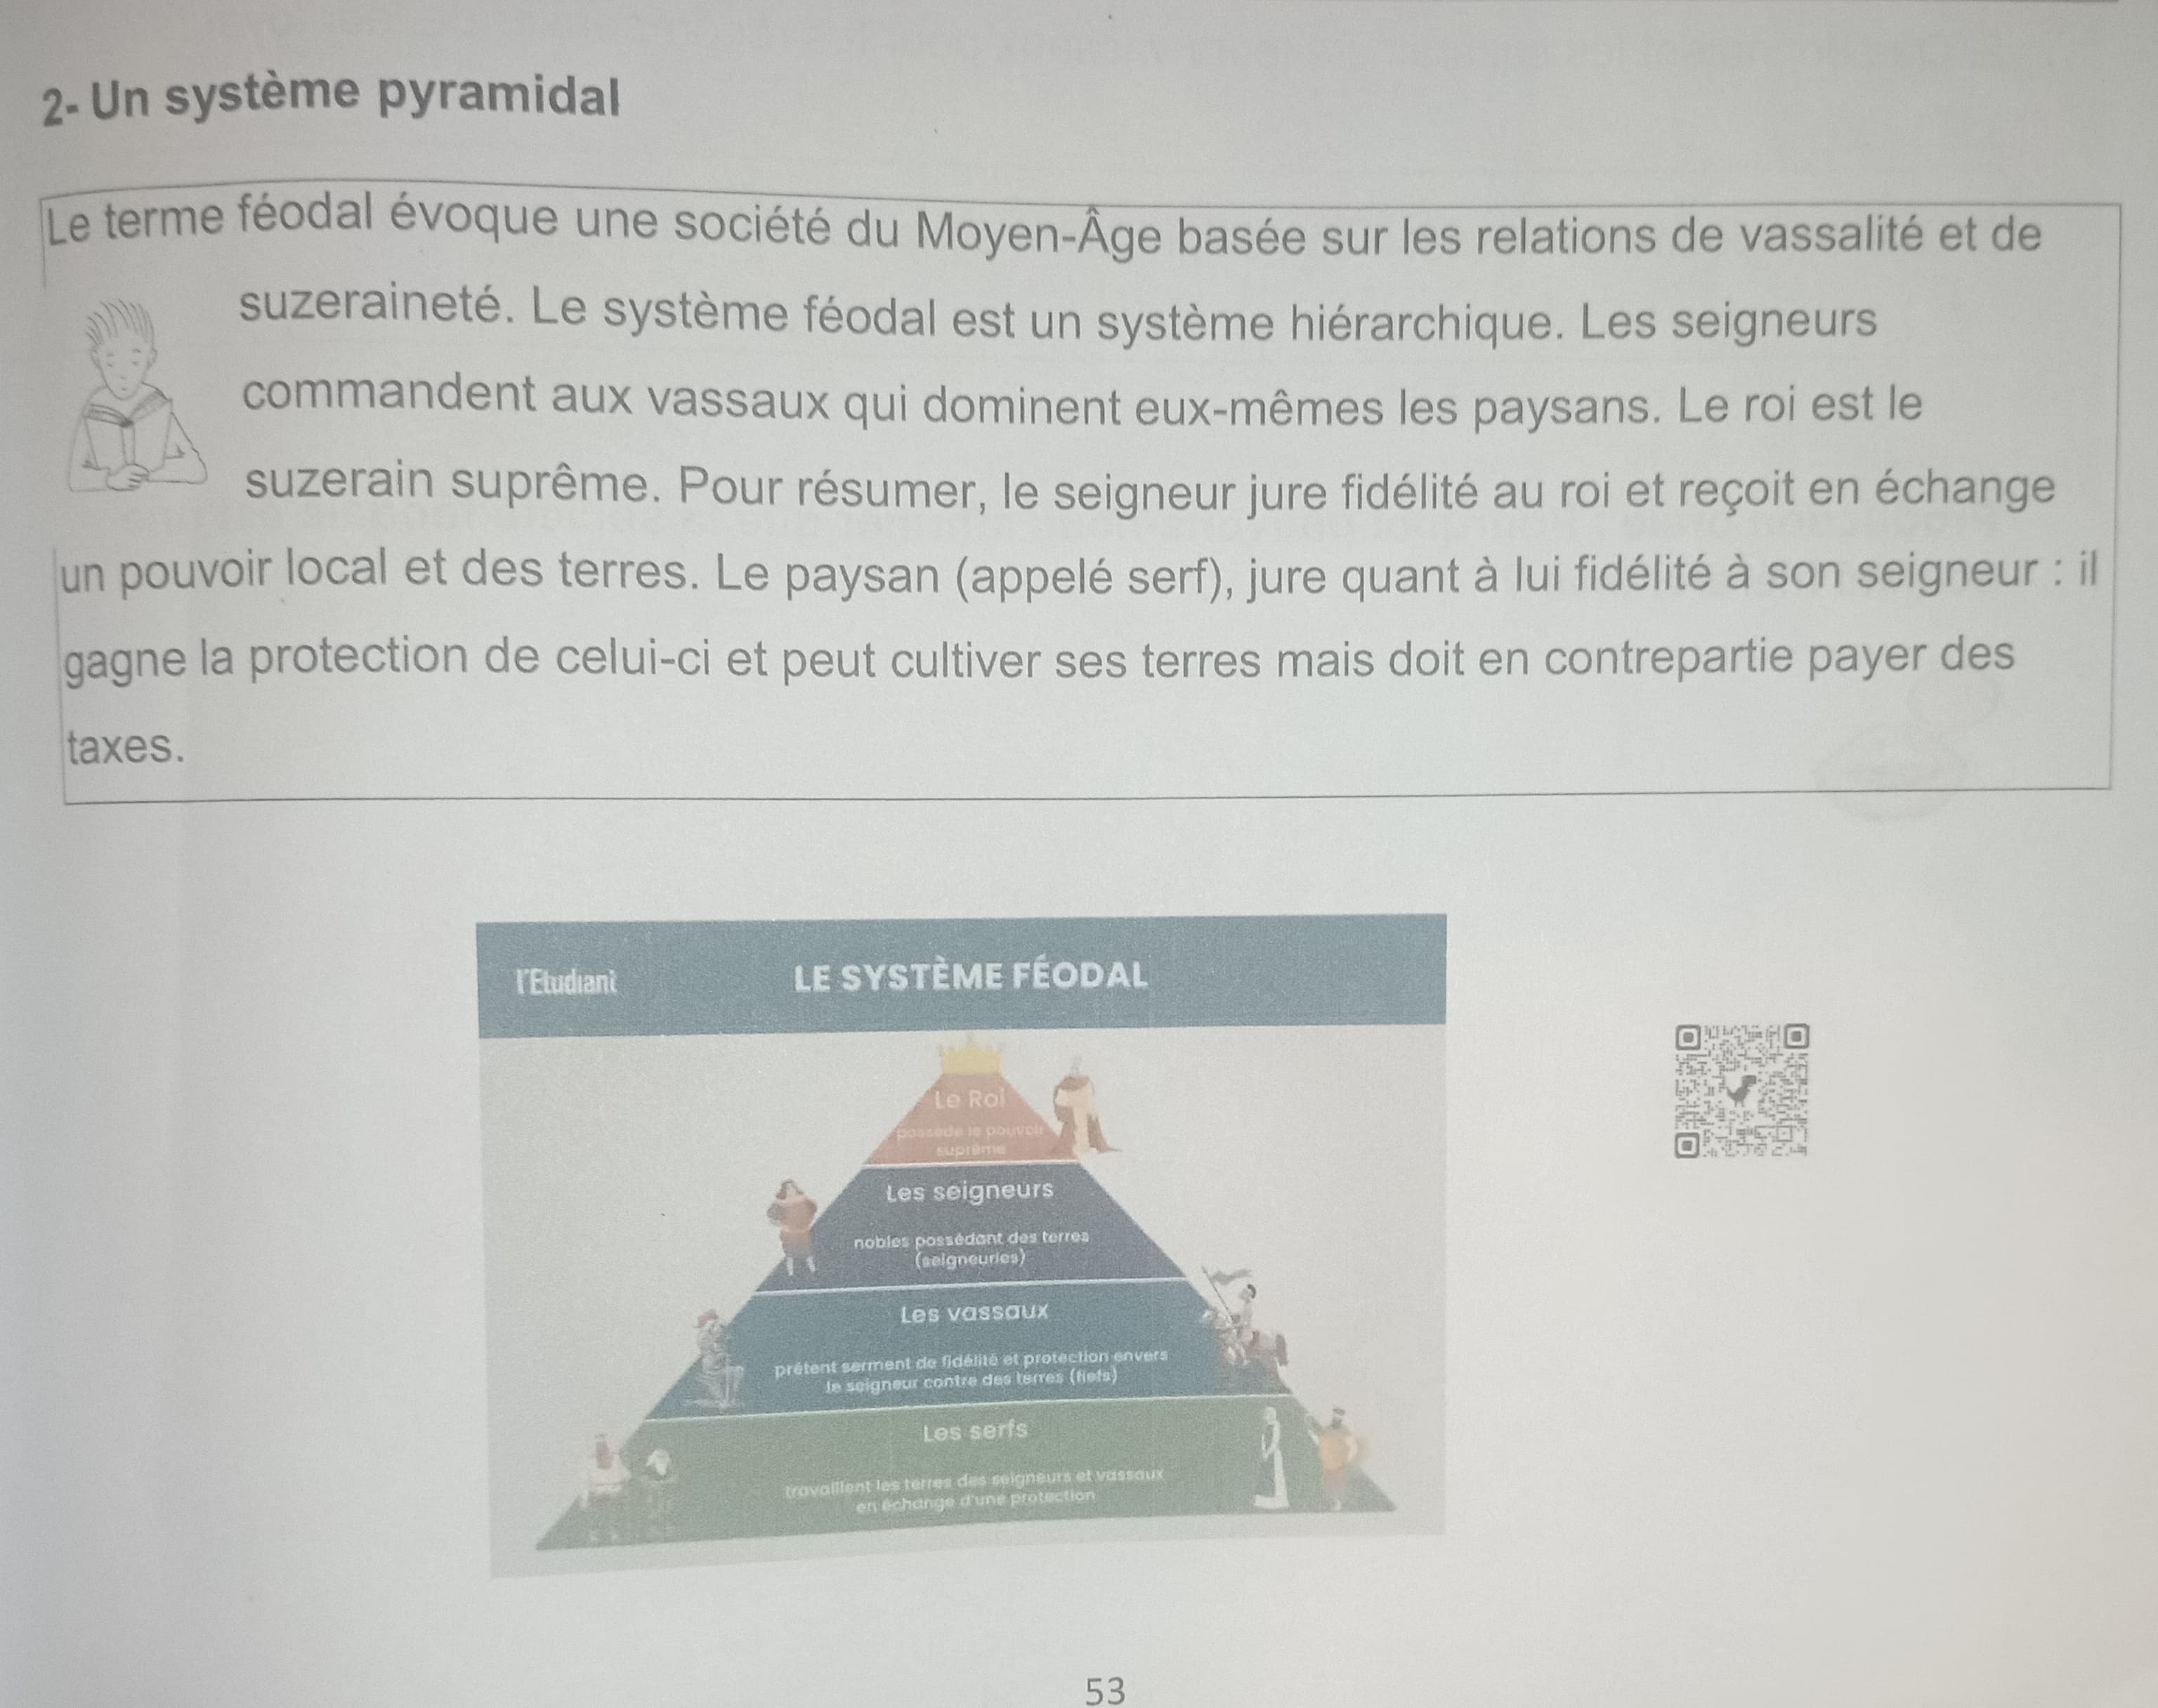 2- Un système pyramidal
Le terme féodal évoque une société du Moyen-Âge basée sur les relations de vassalité et de
suzeraineté. Le système féodal est un système hiérarchique. Les seigneurs
commandent aux vassaux qui dominent eux-mêmes les paysans. Le roi est le
suzerain suprême. Pour résumer, le seigneur jure fidélité au roi et reçoit en échange
un pouvoir local et des terres. Le paysan (appelé serf), jure quant à lui fidélité à son seigneur : il
gagne la protection de celui-ci et peut cultiver ses terres mais doit en contrepartie payer des
taxes.
l'Etudiant
LE SYSTÈME FÉODAL
Le Roi
possède le pouvoir
suprême
Les seigneurs
nobles possédant des terres
(seigneuries)
Les vassaux
prêtent serment de fidélité et protection envers
le seigneur contre des terres (fiefs)
Les serfs
travaillent les terres des seigneurs et vassaux
en échange d'une protection
53